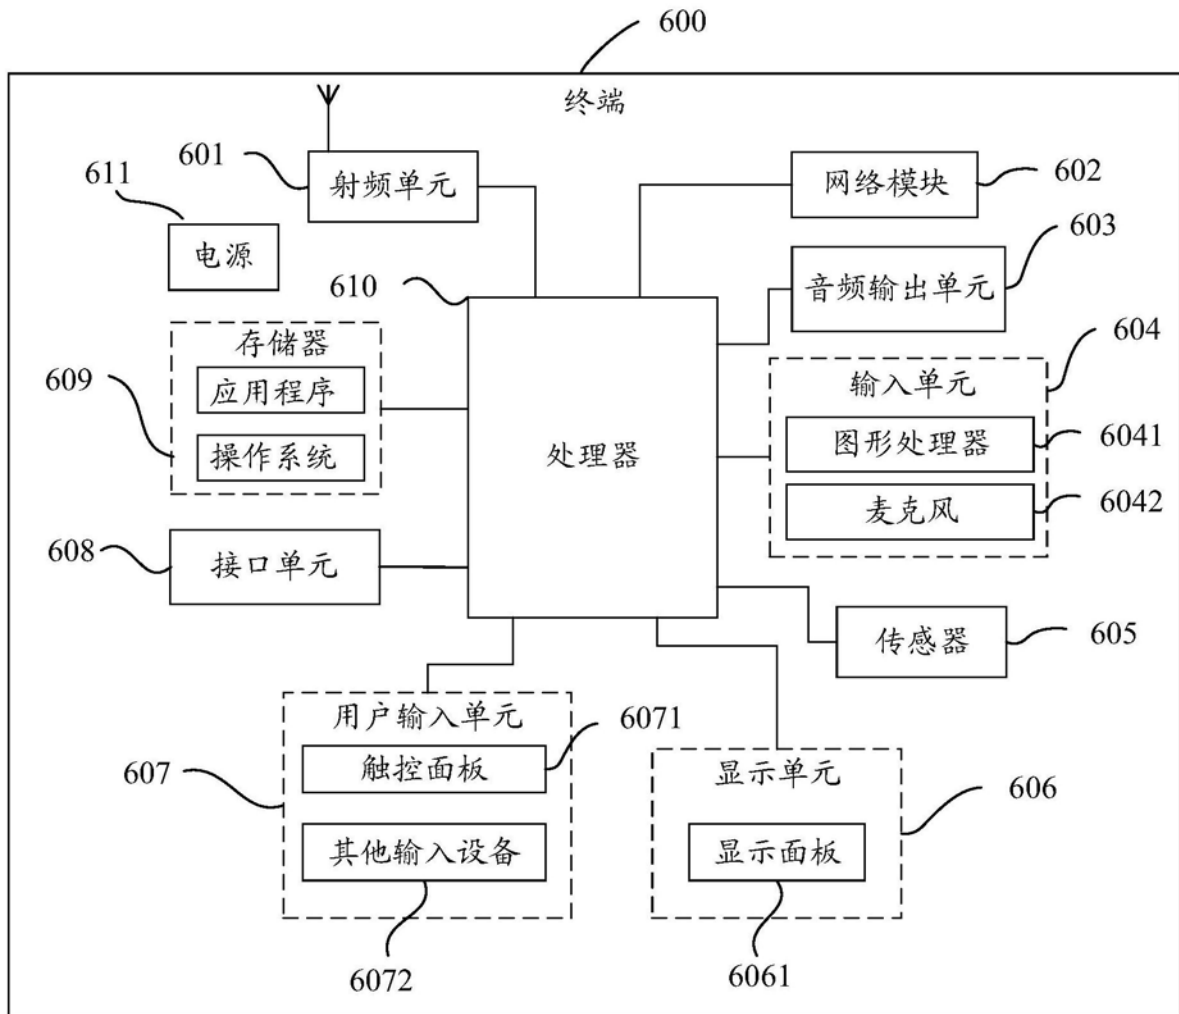 600
终端
601
射频单元
网络模块
602
611
电源
603
音频输出单元
610
存储器
应用程序
操作系统
609
处理器
604
输入单元
图形处理器
6041
麦克风
6042
608
接口单元
传感器
605
用户输入单元
6071
触控面板
607
其他输入设备
6072
显示单元
606
显示面板
6061